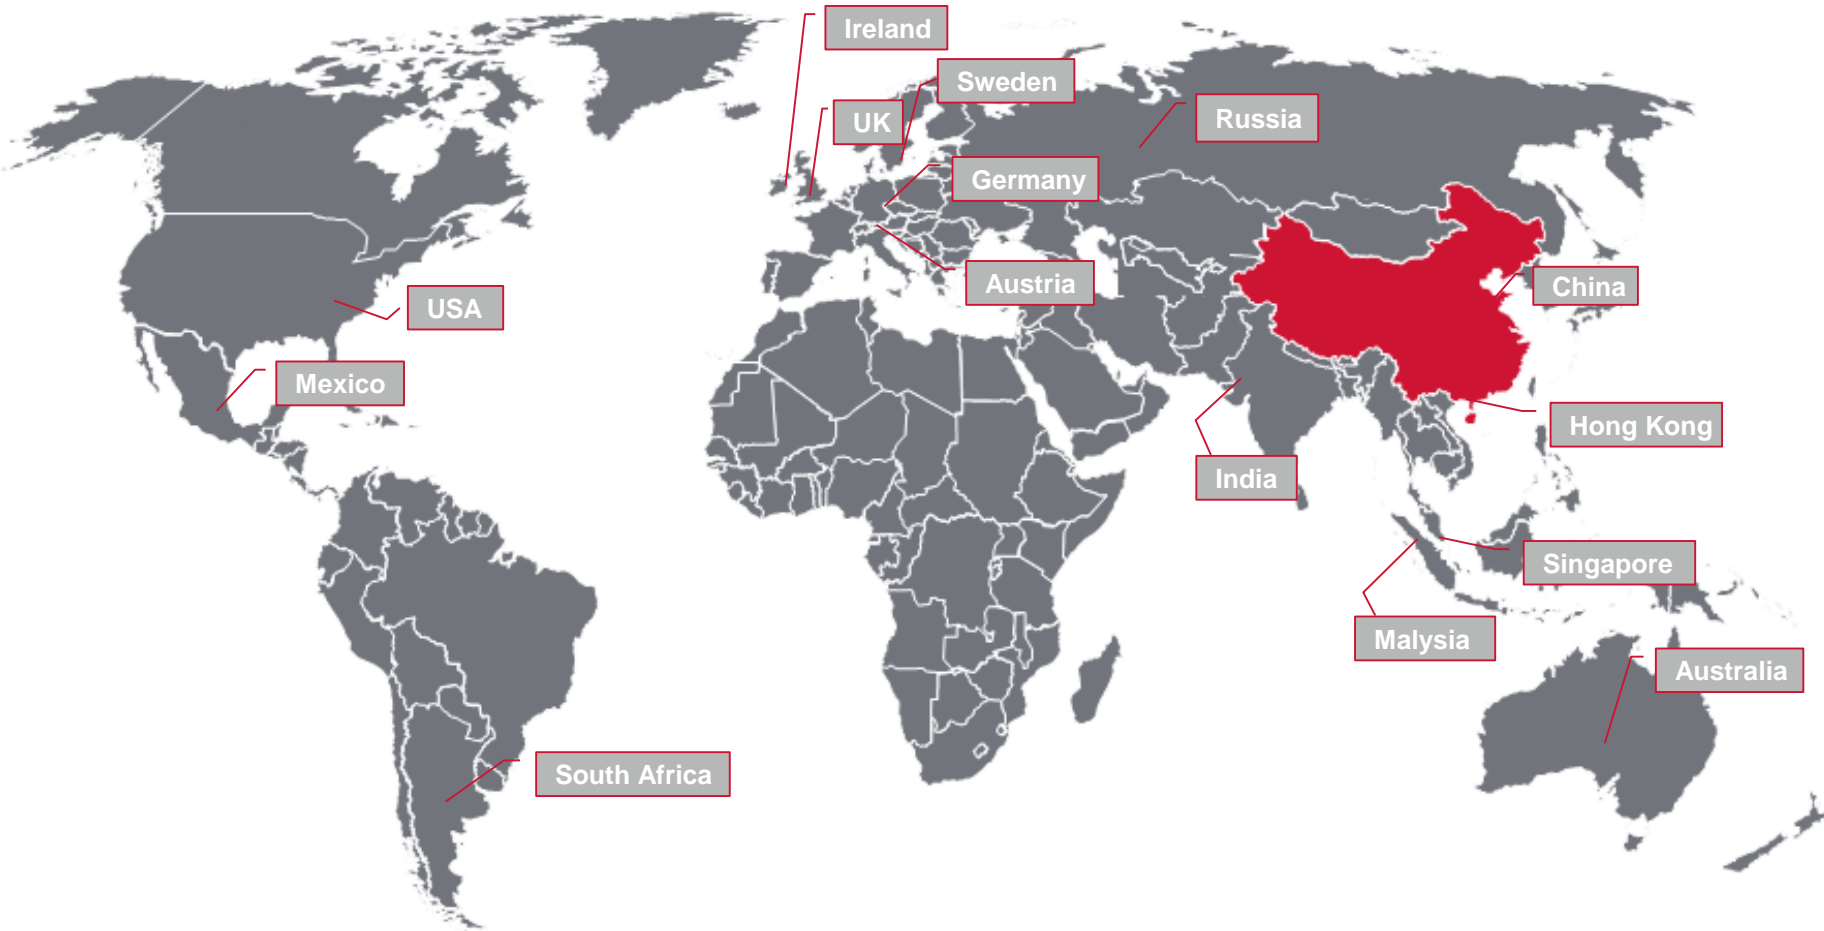 Ireland
Sweden
UK
Russia
Germany
Austria
China
USA
Mexico
Hong Kong
India
Singapore
Malysia
Australia
South Africa